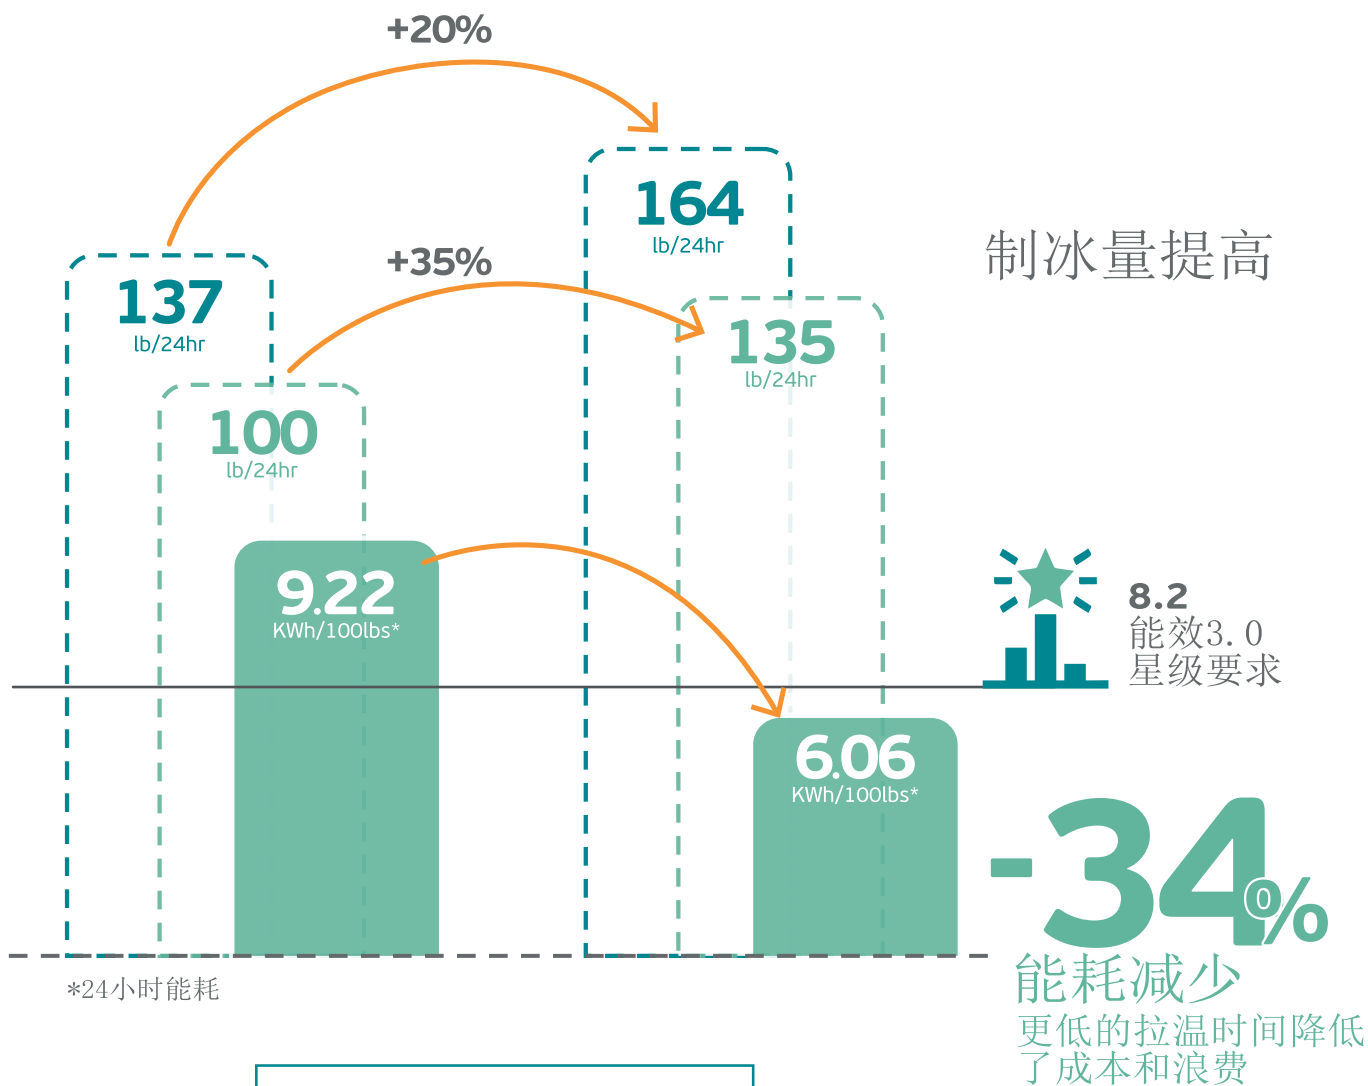 +20%
164
lb/24hr
制冰量提高
+35%
137
lb/24hr
135
lb/24hr
100
lb/24hr
9.22
KWh/100lbs*
8.2
能效3.0
星级要求
6.06
KWh/100lbs*
-34%
能耗减少
*24小时能耗
更低的拉温时间降低
了成本和浪费